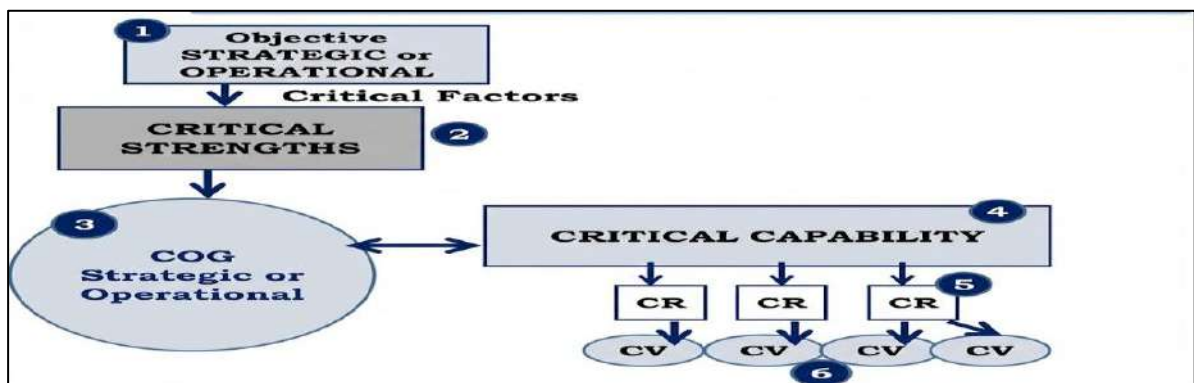 1
Objective
STRATEGIC or
OPERATIONAL
Critical Factors
CRITICAL
STRENGTHS
2
3
COG
Strategic or
Operational
4
CRITICAL CAPABILITY
CR CR CR
5
CV CV CV CV
6